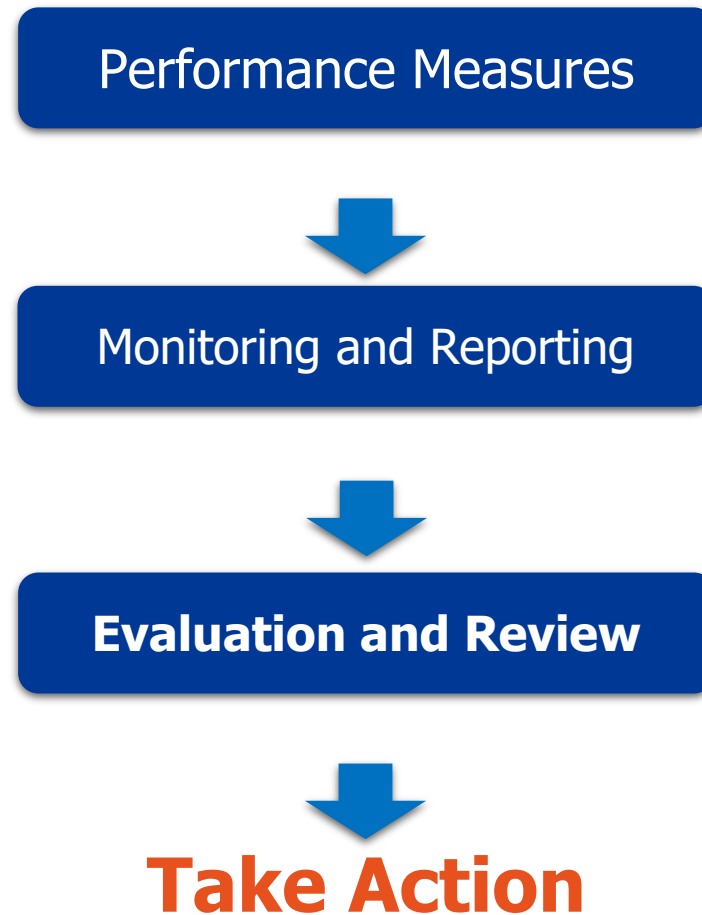 Performance Measures
Monitoring and Reporting
Evaluation and Review
Take Action